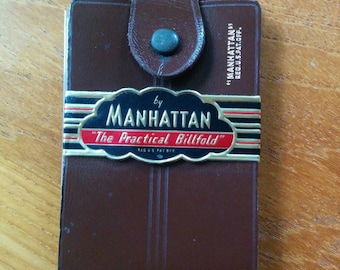 "MANHATTAN"
REG.U.S.PAT.OFF.
by
MANHATTAN
"The Practical Billfold"
REG U.S. PAT OFF